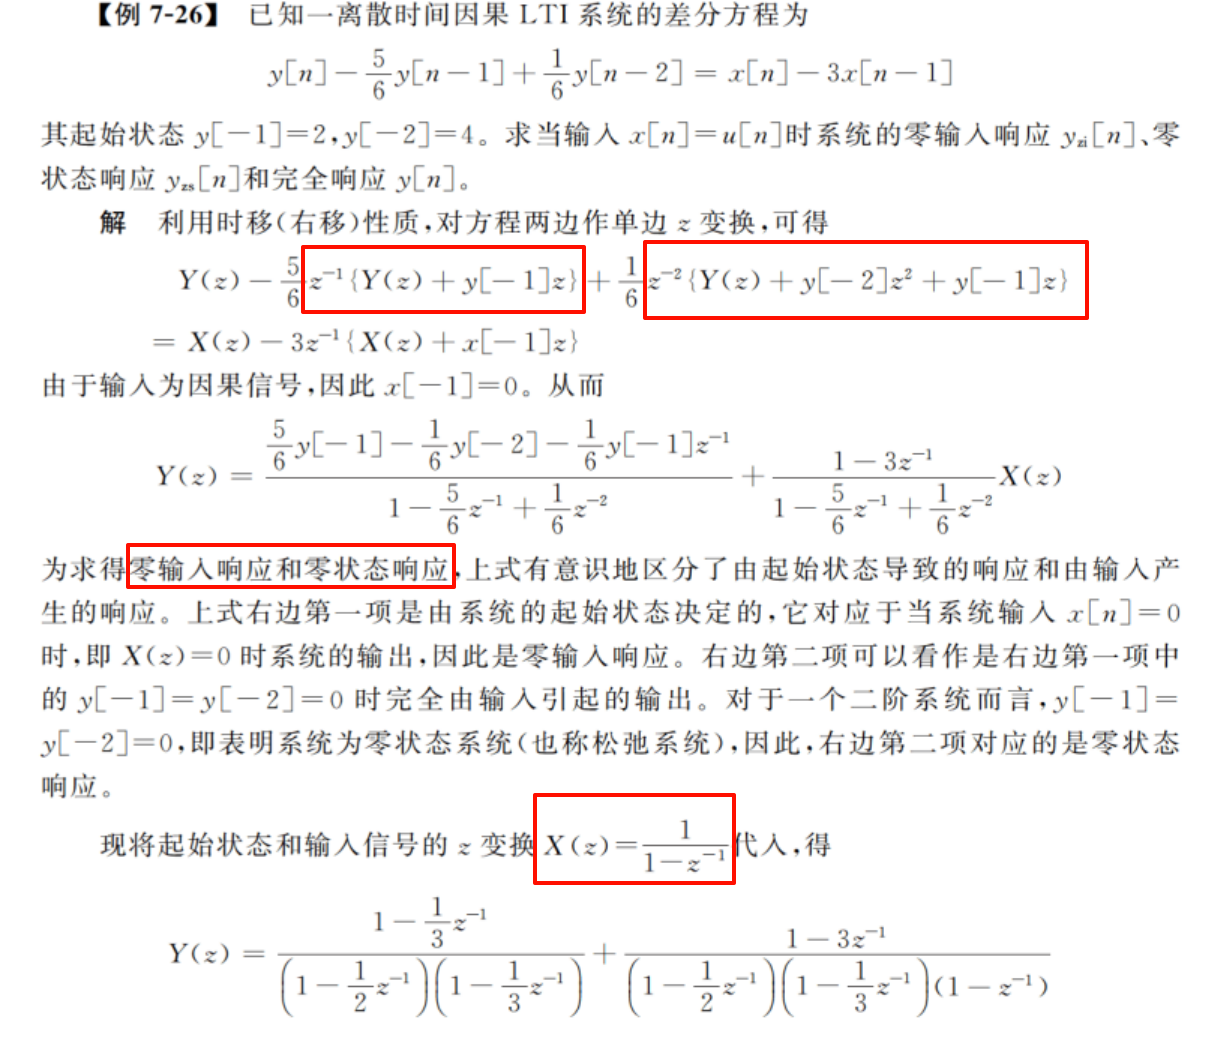 【例 7-26】 已知一离散时间因果 LTI 系统的差分方程为
y[n]－\frac{5}{6}y[n－1]＋\frac{1}{6}y[n－2] = x[n]－3x[n－1]
其起始状态 y[－1]＝2,y[－2]＝4。求当输入 x[n]＝u[n]时系统的零输入响应 y_{zi}[n]、零
状态响应 y_{zs}[n]和完全响应 y[n]。
解 利用时移(右移)性质,对方程两边作单边 z 变换,可得
Y(z)－\frac{5}{6}z^{-1}{Y(z)＋y[－1]z}＋\frac{1}{6}z^{-2}{Y(z)＋y[－2]z^{2}＋y[－1]z}
= X(z)－3z^{-1}{X(z)＋x[－1]z}
由于输入为因果信号,因此 x[－1]＝0。从而
Y(z) = \frac{\frac{5}{6}y[－1]－\frac{1}{6}y[－2]－\frac{1}{6}y[－1]z^{-1}}{1－\frac{5}{6}z^{-1}＋\frac{1}{6}z^{-2}}＋\frac{1－3z^{-1}}{1－\frac{5}{6}z^{-1}＋\frac{1}{6}z^{-2}}X(z)
为求得零输入响应和零状态响应,上式有意识地区分了由起始状态导致的响应和由输入产
生的响应。上式右边第一项是由系统的起始状态决定的,它对应于当系统输入 x[n]＝0
时,即 X(z)＝0 时系统的输出,因此是零输入响应。右边第二项可以看作是右边第一项中
的 y[－1]＝y[－2]＝0 时完全由输入引起的输出。对于一个二阶系统而言,y[－1]＝
y[－2]＝0,即表明系统为零状态系统(也称松弛系统),因此,右边第二项对应的是零状态
响应。
现将起始状态和输入信号的 z 变换 X(z)＝\frac{1}{1－z^{-1}}代入,得
Y(z) = \frac{1－\frac{1}{3}z^{-1}}{(1－\frac{1}{2}z^{-1})(1－\frac{1}{3}z^{-1})}＋\frac{1－3z^{-1}}{(1－\frac{1}{2}z^{-1})(1－\frac{1}{3}z^{-1})(1－z^{-1})}